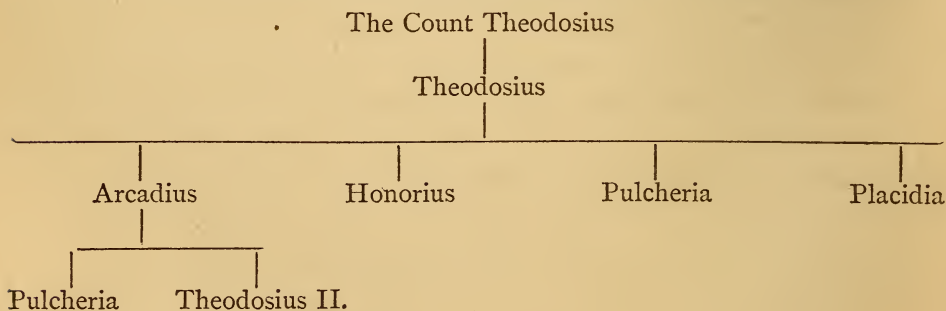 The Count Theodosius
Theodosius
Arcadius Honorius Pulcheria Placidia
Pulcheria Theodosius II.